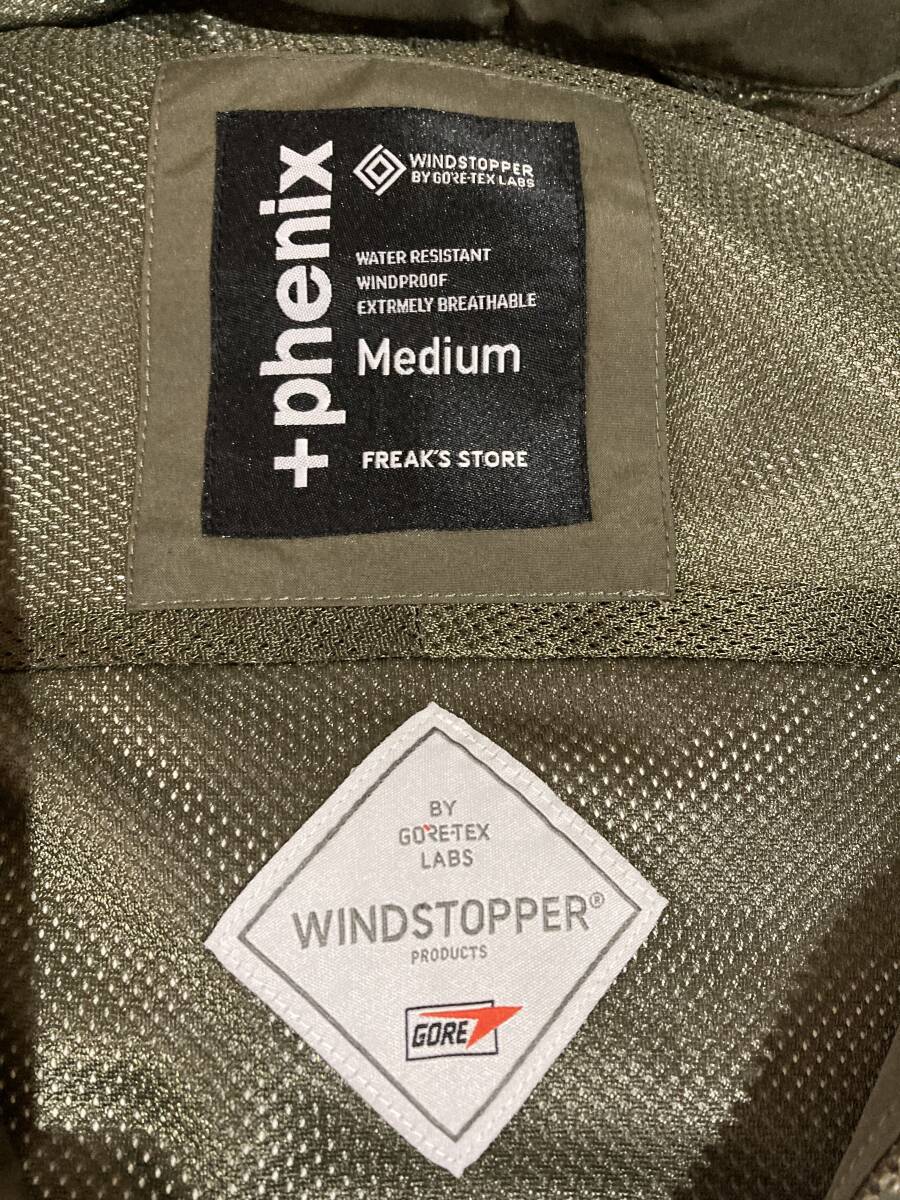 +phenix
WINDSTOPPER
BY GORE-TEX LABS
WATER RESISTANT
WINDPROOF
EXTRMELY BREATHABLE
Medium
FREAK'S STORE
BY
GORE-TEX
LABS
WINDSTOPPER®
PRODUCTS
GORE